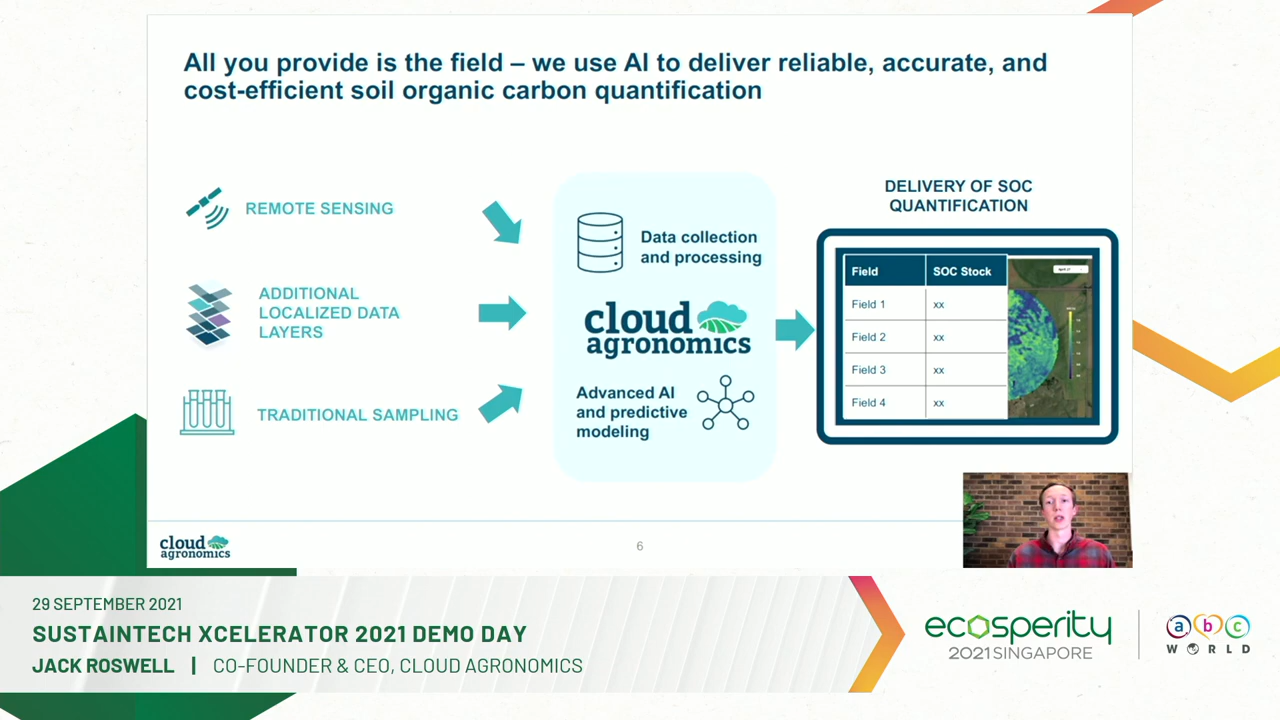 All you provide is the field – we use AI to deliver reliable, accurate, and
cost-efficient soil organic carbon quantification
REMOTE SENSING
ADDITIONAL
LOCALIZED DATA
LAYERS
TRADITIONAL SAMPLING
Data collection
and processing
cloud
agronomics
Advanced AI
and predictive
modeling
DELIVERY OF SOC
QUANTIFICATION
Field SOC Stock
Field 1 xx
Field 2 xx
Field 3 xx
Field 4 xx
cloud
agronomics
6
29 SEPTEMBER 2021
SUSTAINTECH XCELERATOR 2021 DEMO DAY
JACK ROSWELL | CO-FOUNDER & CEO, CLOUD AGRONOMICS
ecosperity
2021 SINGAPORE
abc
WORLD